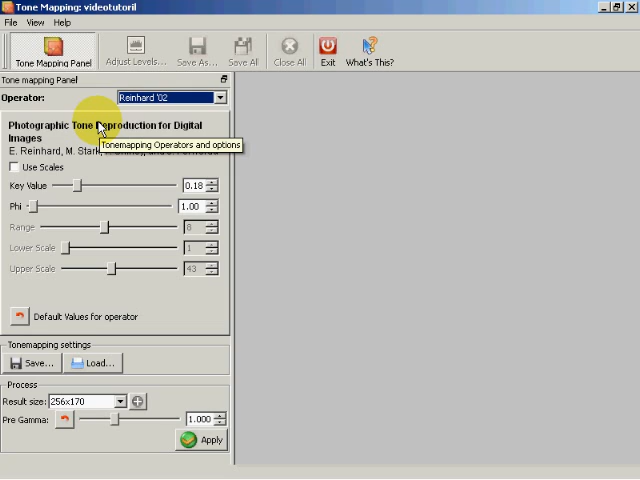 Tone Mapping: videotutoril
File View Help
Tone Mapping Panel Adjust Levels... Save As... Save All Close All Exit What's This?
Tone mapping Panel
Operator: Reinhard '02
Photographic Tone Reproduction for Digital
Images
E. Reinhard, M. Stark,
Tonemapping Operators and options
Use Scales
Key Value 0.18
Phi 1.00
Range 8
Lower Scale 1
Upper Scale 43
Default Values for operator
Tonemapping settings
Save... Load...
Process
Result size: 256x170
Pre Gamma: 1.000
Apply